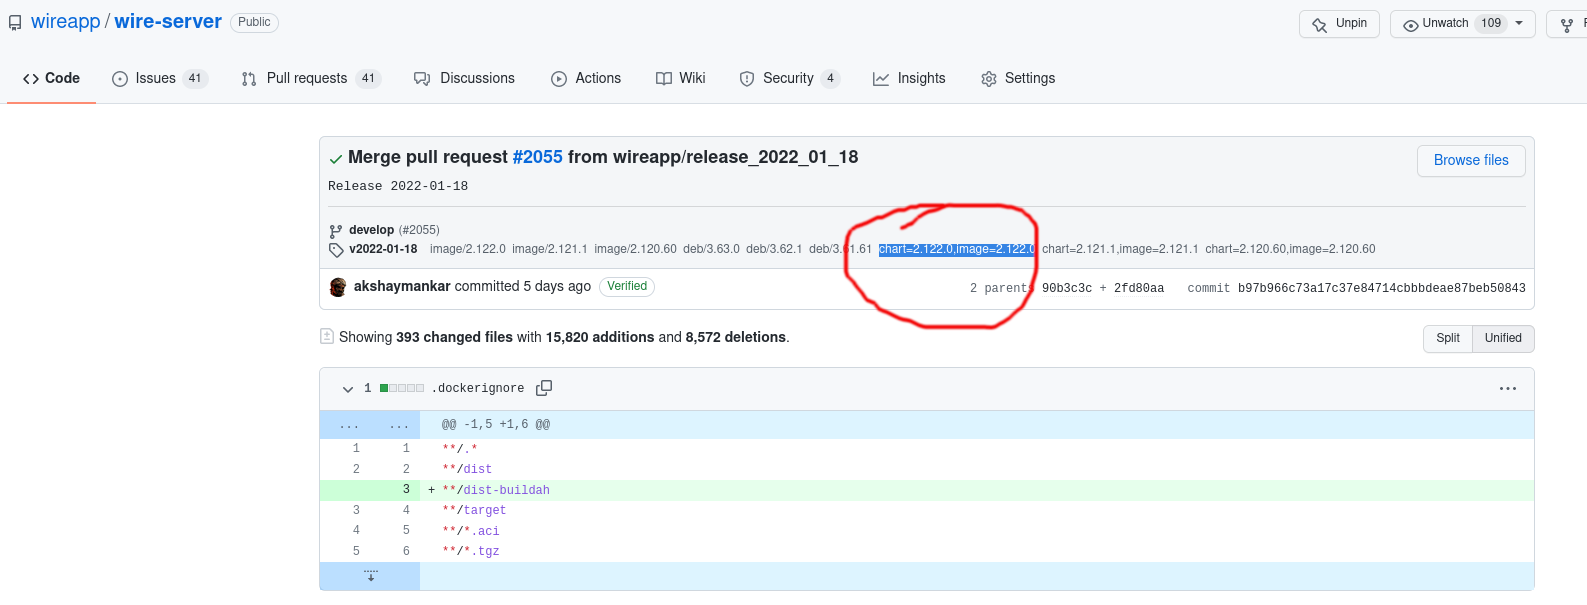 wireapp / wire-server Public Unpin Unwatch 109
Code Issues 41 Pull requests 41 Discussions Actions Wiki Security 4 Insights Settings
Merge pull request #2055 from wireapp/release_2022_01_18 Browse files
Release 2022-01-18
develop (#2055)
v2022-01-18 image/2.122.0 image/2.121.1 image/2.120.60 deb/3.63.0 deb/3.62.1 deb/3.61.61 chart=2.122.0,image=2.122.0 chart=2.121.1,image=2.121.1 chart=2.120.60,image=2.120.60
akshaymankar committed 5 days ago Verified 2 parents 90b3c3c + 2fd80aa commit b97b966c73a17c37e84714cbbbdeae87beb50843
Showing 393 changed files with 15,820 additions and 8,572 deletions. Split Unified
1 .dockerignore ...
... ... @@ -1,5 +1,6 @@
1 1 **/.*
2 2 **/dist
3 + **/dist-buildah
3 4 **/target
4 5 **/*.aci
5 6 **/*.tgz